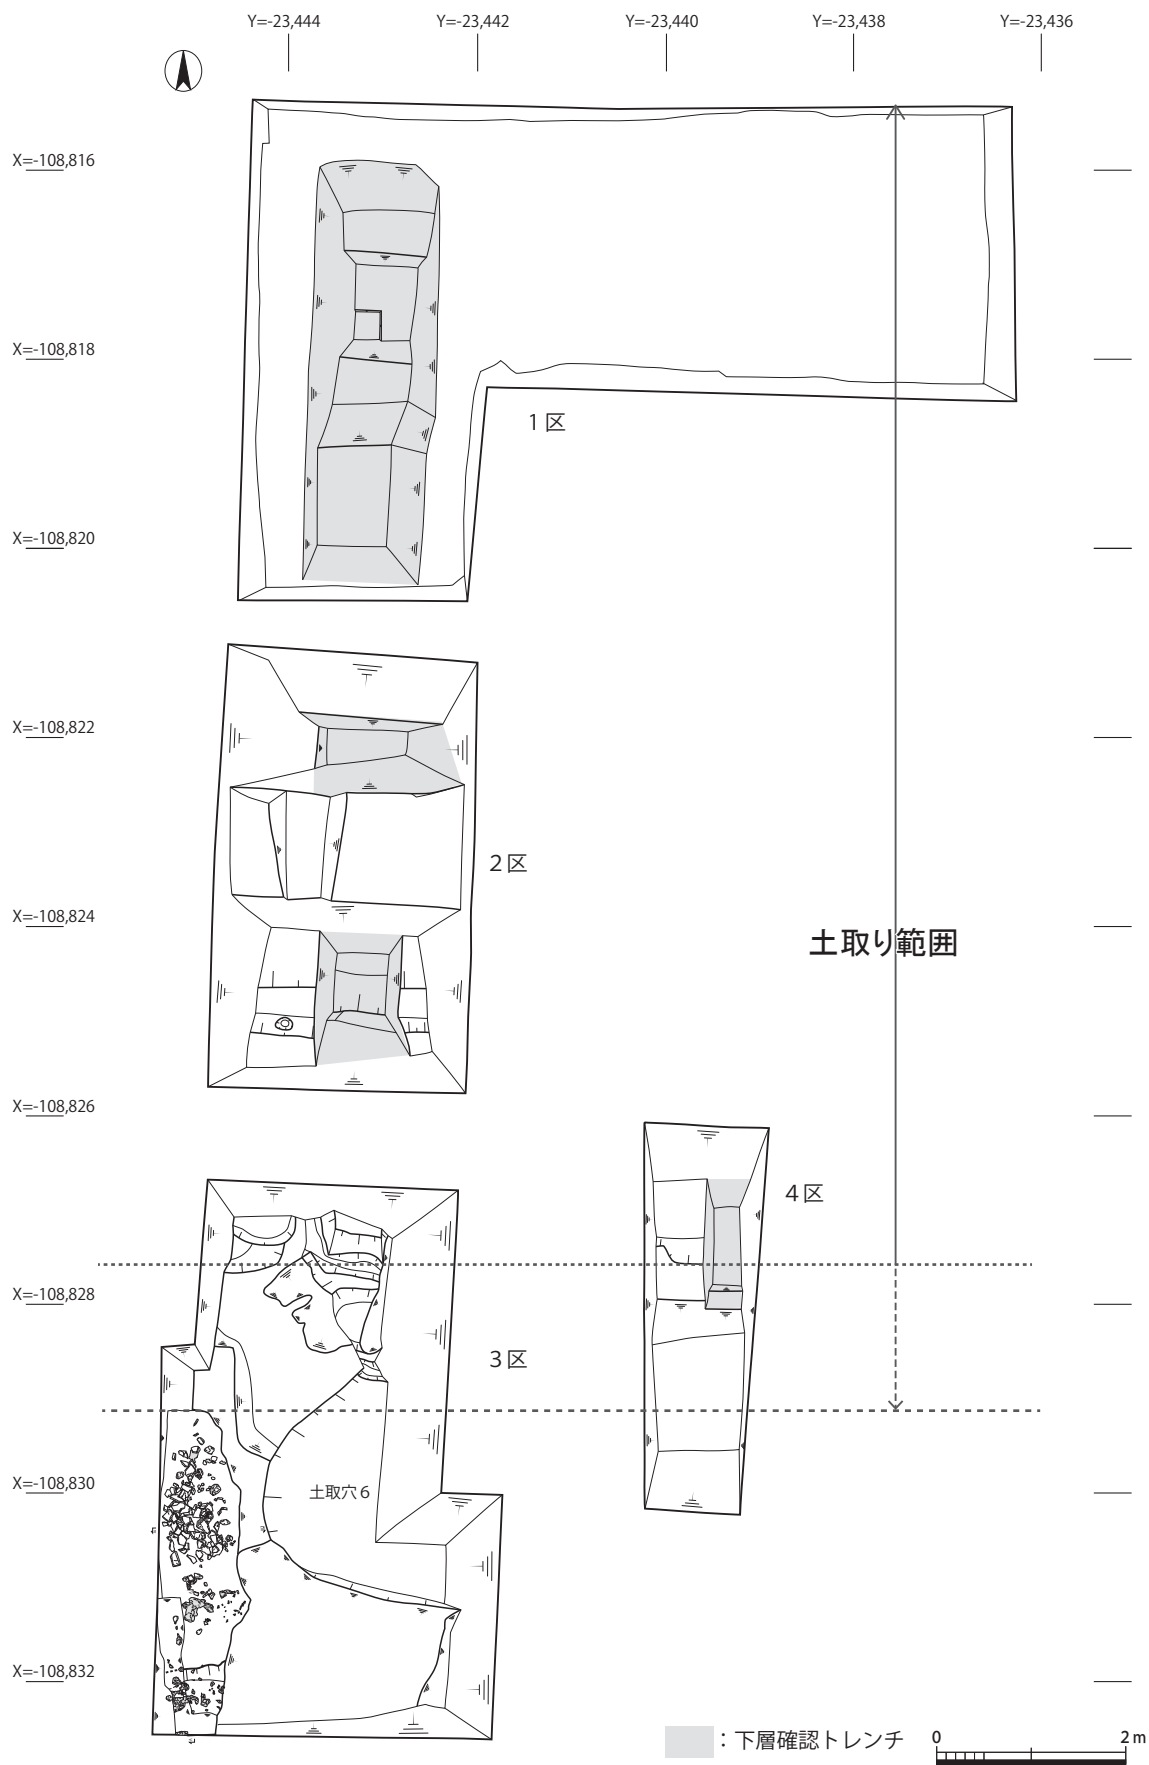 Y=-23,444 Y=-23,442 Y=-23,440 Y=-23,438 Y=-23,436
X=-108,816
X=-108,818
1区
X=-108,820
X=-108,822
2区
X=-108,824
土取り範囲
X=-108,826
4区
X=-108,828
3区
X=-108,830
土取穴6
X=-108,832
：下層確認トレンチ
0 2 m